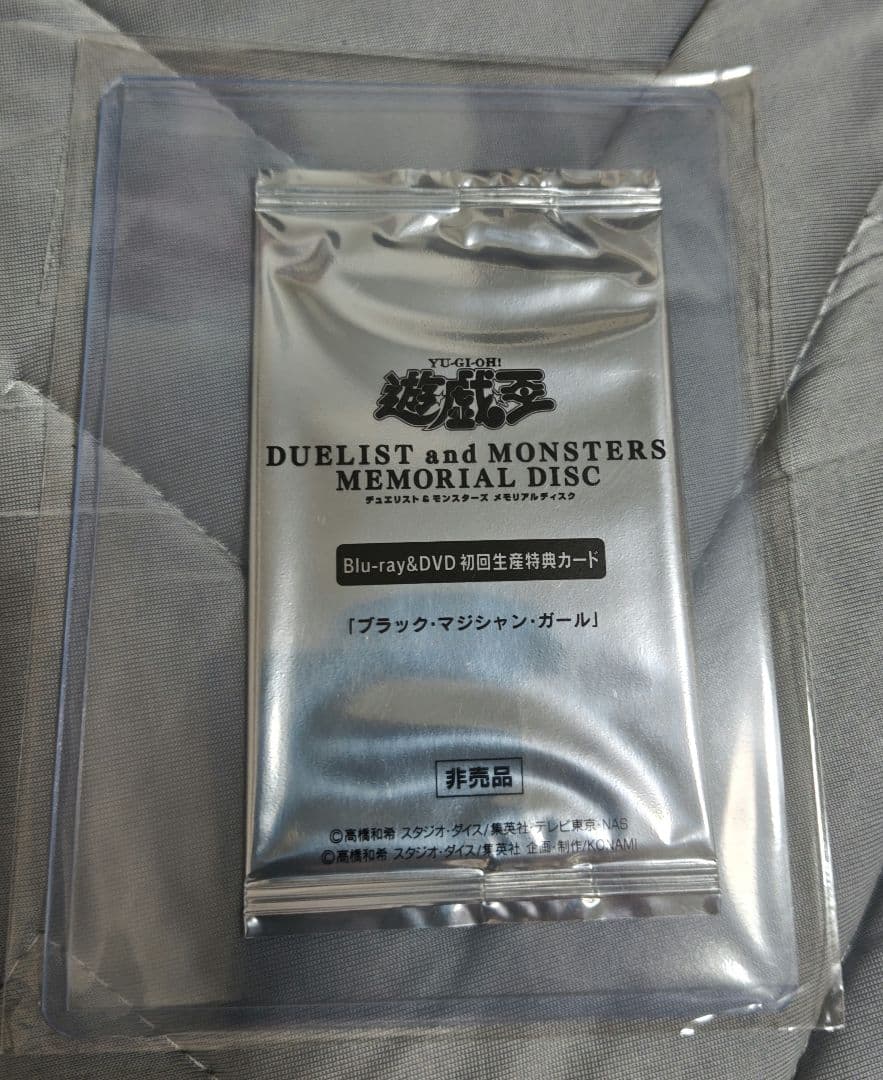 YU-GI-OH!
遊戯王
DUELIST and MONSTERS
MEMORIAL DISC
デュエリスト&モンスターズ メモリアルディスク
Blu-ray&DVD 初回生産特典カード
「ブラック・マジシャン・ガール」
非売品
©高橋和希 スタジオ・ダイス/集英社・テレビ東京・NAS
©高橋和希 スタジオ・ダイス/集英社 企画・制作/KONAMI